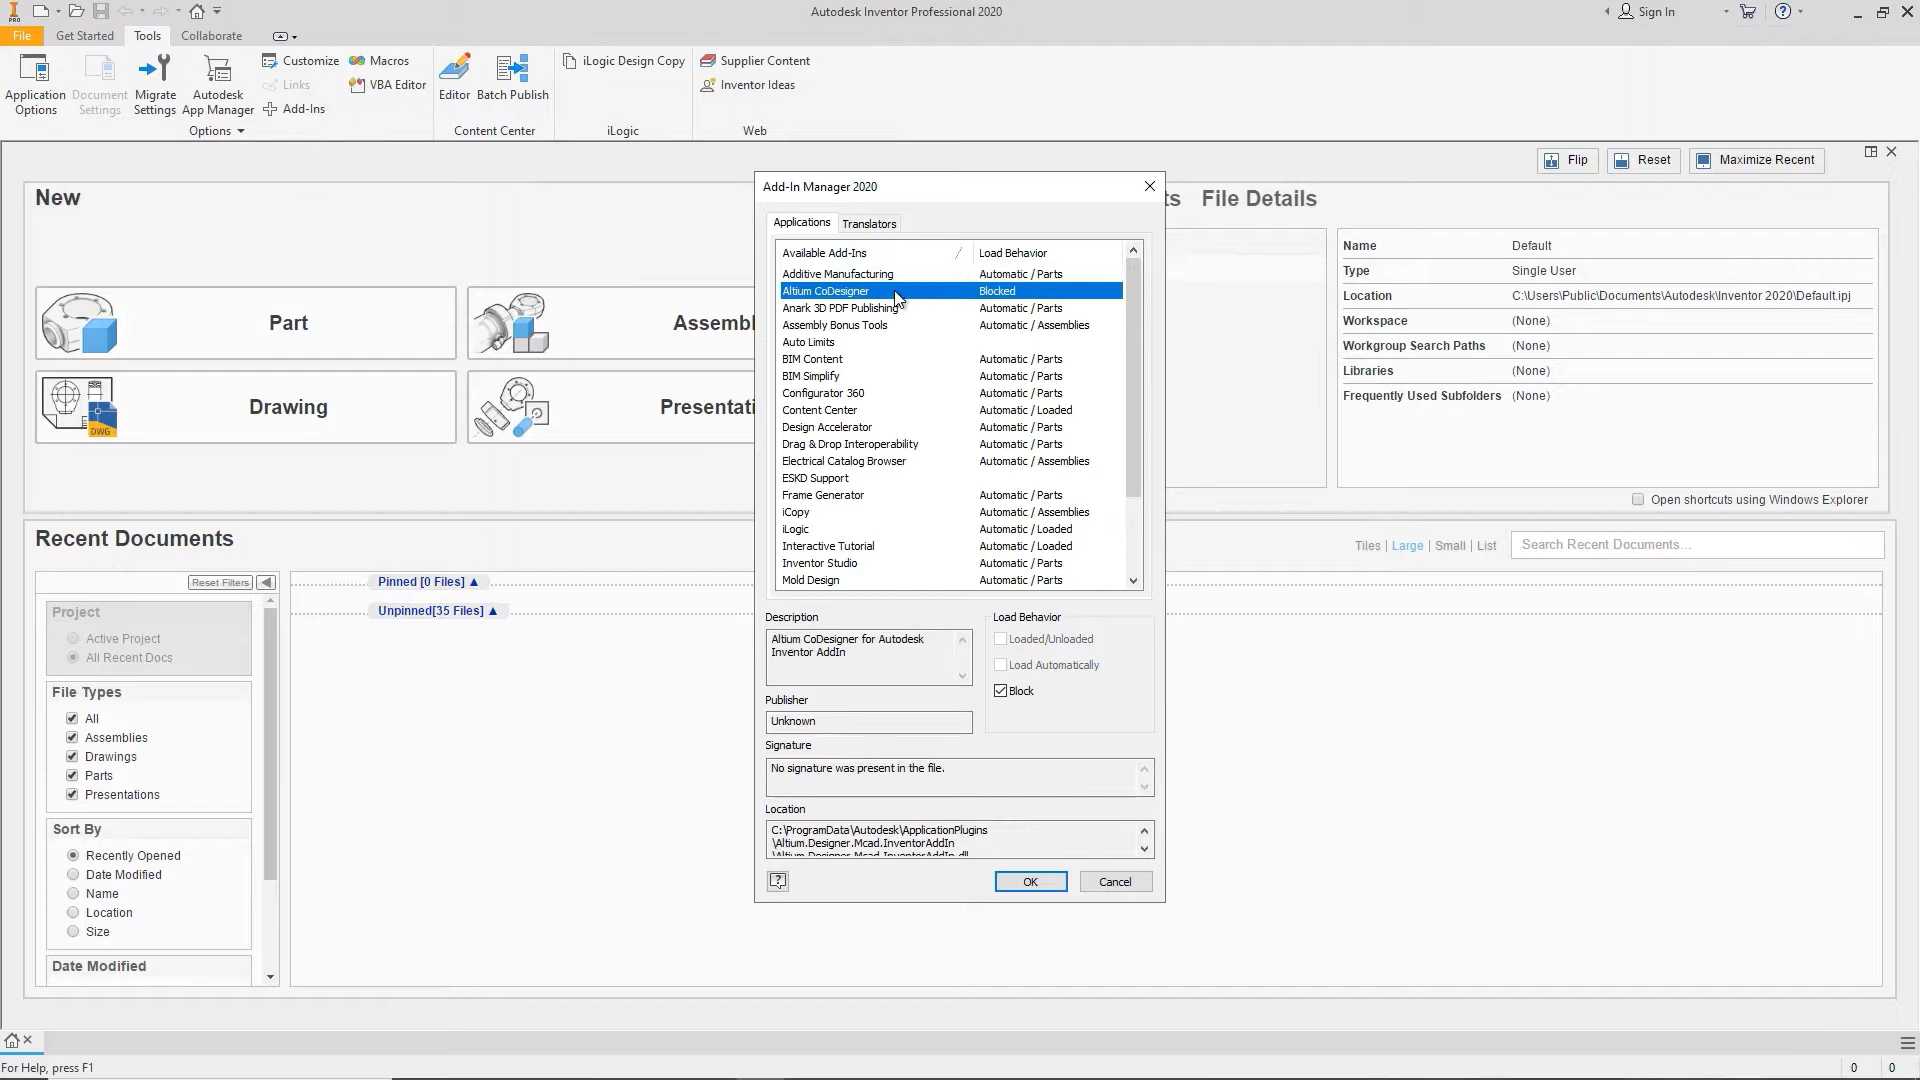 PRO
Autodesk Inventor Professional 2020
Sign In
File
Get Started
Tools
Collaborate
Application Options
Document Settings
Migrate Settings
Autodesk App Manager
Customize
Links
Add-Ins
Macros
VBA Editor
Options
Editor
Batch Publish
Content Center
iLogic Design Copy
iLogic
Supplier Content
Inventor Ideas
Web
Flip
Reset
Maximize Recent
New
Part
Assembl
Drawing
DWG
Presentati
ts
File Details
Name Default
Type Single User
Location C:\Users\Public\Documents\Autodesk\Inventor 2020\Default.ipj
Workspace (None)
Workgroup Search Paths (None)
Libraries (None)
Frequently Used Subfolders (None)
Open shortcuts using Windows Explorer
Add-In Manager 2020
Applications
Translators
Available Add-Ins / Load Behavior
Additive Manufacturing Automatic / Parts
Altium CoDesigner Blocked
Anark 3D PDF Publishing Automatic / Parts
Assembly Bonus Tools Automatic / Assemblies
Auto Limits
BIM Content Automatic / Parts
BIM Simplify Automatic / Parts
Configurator 360 Automatic / Parts
Content Center Automatic / Loaded
Design Accelerator Automatic / Parts
Drag & Drop Interoperability Automatic / Parts
Electrical Catalog Browser Automatic / Assemblies
ESKD Support
Frame Generator Automatic / Parts
iCopy Automatic / Assemblies
iLogic Automatic / Loaded
Interactive Tutorial Automatic / Loaded
Inventor Studio Automatic / Parts
Mold Design Automatic / Parts
Description
Altium CoDesigner for Autodesk
Inventor AddIn
Load Behavior
Loaded/Unloaded
Load Automatically
Block
Publisher
Unknown
Signature
No signature was present in the file.
Location
C:\ProgramData\Autodesk\ApplicationPlugins
\Altium.Designer.Mcad.InventorAddIn
\Altium.Designer.Mcad.InventorAddIn.dll
OK
Cancel
Recent Documents
Tiles | Large | Small | List
Search Recent Documents...
Reset Filters
Pinned [0 Files]
Unpinned[35 Files]
Project
Active Project
All Recent Docs
File Types
All
Assemblies
Drawings
Parts
Presentations
Sort By
Recently Opened
Date Modified
Name
Location
Size
Date Modified
For Help, press F1
0 0